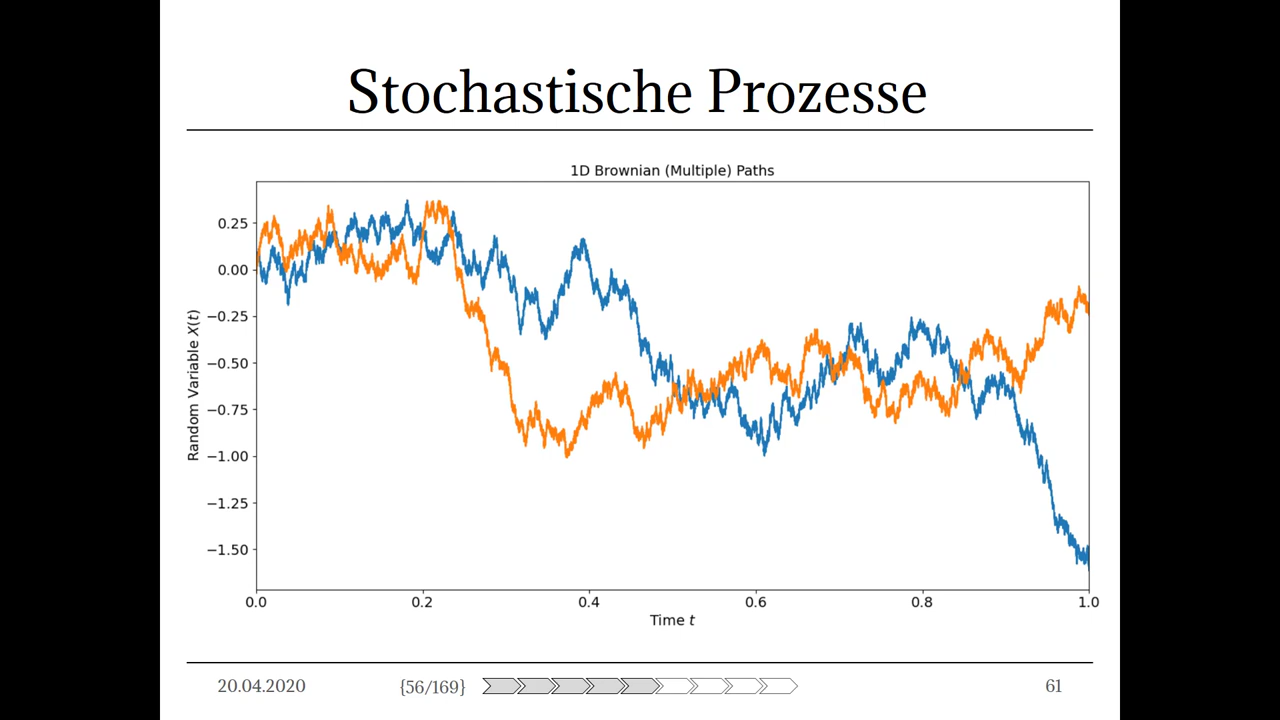 Stochastische Prozesse
1D Brownian (Multiple) Paths
Random Variable X(t)
0.25
0.00
−0.25
−0.50
−0.75
−1.00
−1.25
−1.50
0.0 0.2 0.4 0.6 0.8 1.0
Time t
20.04.2020 {56/169} 61